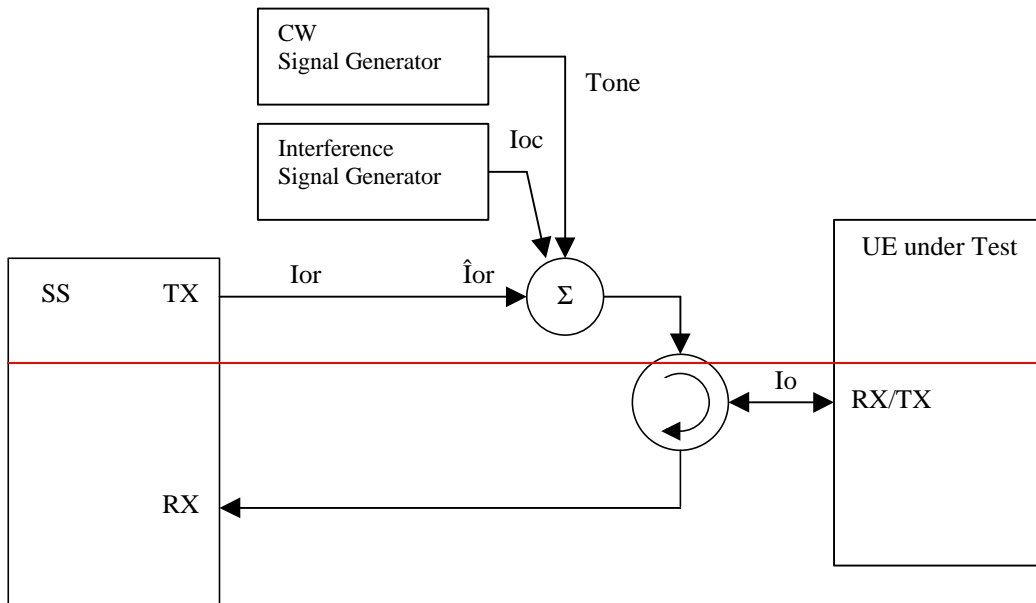 CW
Signal Generator
Tone
Interference
Signal Generator
Ioc
UE under Test
SS
TX
Ior
Îor
Σ
Io
RX/TX
RX